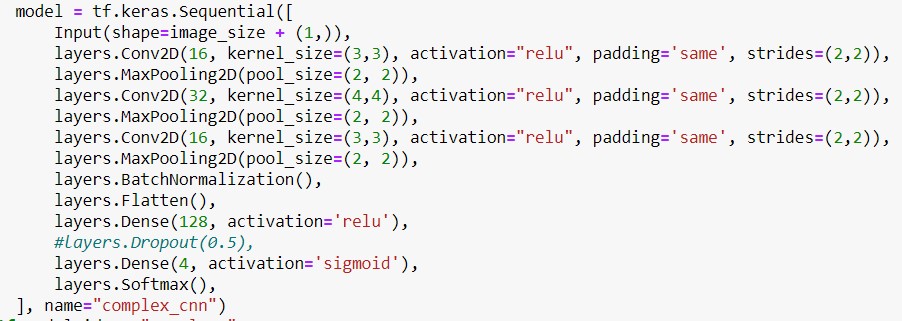 model = tf.keras.Sequential([
    Input(shape=image_size + (1,)),
    layers.Conv2D(16, kernel_size=(3,3), activation="relu", padding='same', strides=(2,2)),
    layers.MaxPooling2D(pool_size=(2, 2)),
    layers.Conv2D(32, kernel_size=(4,4), activation="relu", padding='same', strides=(2,2)),
    layers.MaxPooling2D(pool_size=(2, 2)),
    layers.Conv2D(16, kernel_size=(3,3), activation="relu", padding='same', strides=(2,2)),
    layers.MaxPooling2D(pool_size=(2, 2)),
    layers.BatchNormalization(),
    layers.Flatten(),
    layers.Dense(128, activation='relu'),
    #layers.Dropout(0.5),
    layers.Dense(4, activation='sigmoid'),
    layers.Softmax(),
], name="complex_cnn")